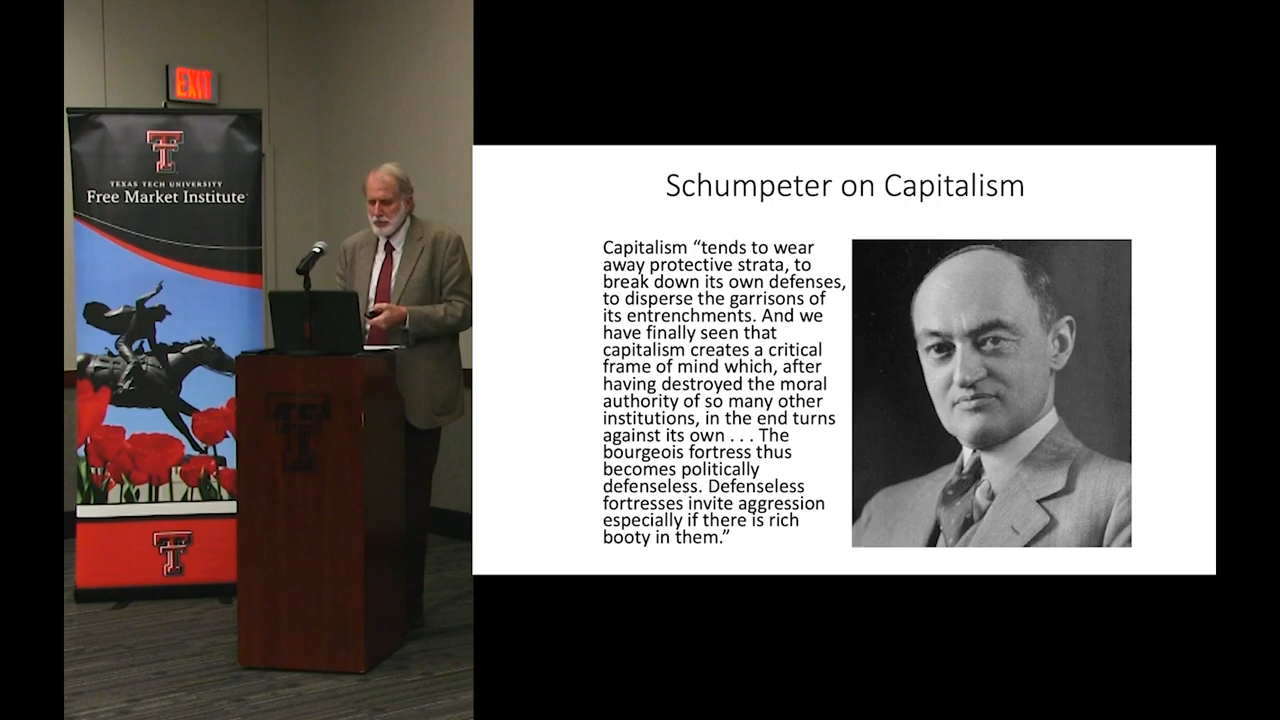 EXIT
TEXAS TECH UNIVERSITY
Free Market Institute
Schumpeter on Capitalism
Capitalism “tends to wear
away protective strata, to
break down its own defenses,
to disperse the garrisons of
its entrenchments. And we
have finally seen that
capitalism creates a critical
frame of mind which, after
having destroyed the moral
authority of so many other
institutions, in the end turns
against its own . . . The
bourgeois fortress thus
becomes politically
defenseless. Defenseless
fortresses invite aggression
especially if there is rich
booty in them.”